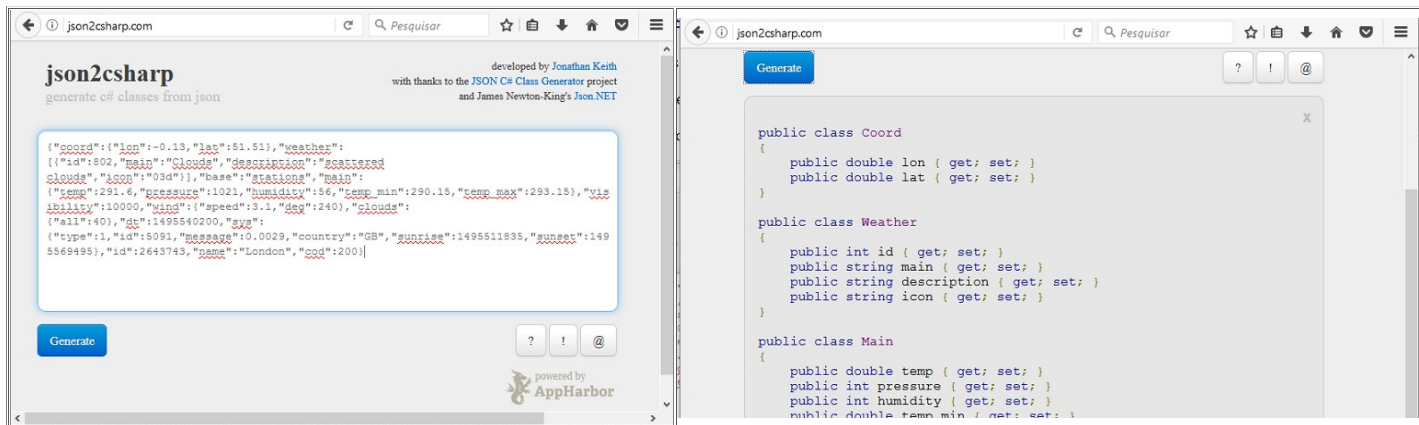 json2csharp.com
Pesquisar
json2csharp
generate c# classes from json
developed by Jonathan Keith
with thanks to the JSON C# Class Generator project
and James Newton-King's Json.NET
{"coord":{"lon":-0.13,"lat":51.51},"weather":
[{"id":802,"main":"Clouds","description":"scattered
clouds","icon":"03d"}],"base":"stations","main":
{"temp":291.6,"pressure":1021,"humidity":56,"temp_min":290.15,"temp_max":293.15},"vis
ibility":10000,"wind":{"speed":3.1,"deg":240},"clouds":
{"all":40},"dt":1495540200,"sys":
{"type":1,"id":5091,"message":0.0029,"country":"GB","sunrise":1495511835,"sunset":149
5569495},"id":2643743,"name":"London","cod":200}
Generate
?
!
@
powered by
AppHarbor
json2csharp.com
Pesquisar
Generate
?
!
@
x
public class Coord
{
public double lon { get; set; }
public double lat { get; set; }
}
public class Weather
{
public int id { get; set; }
public string main { get; set; }
public string description { get; set; }
public string icon { get; set; }
}
public class Main
{
public double temp { get; set; }
public int pressure { get; set; }
public int humidity { get; set; }
public double temp_min { get; set; }